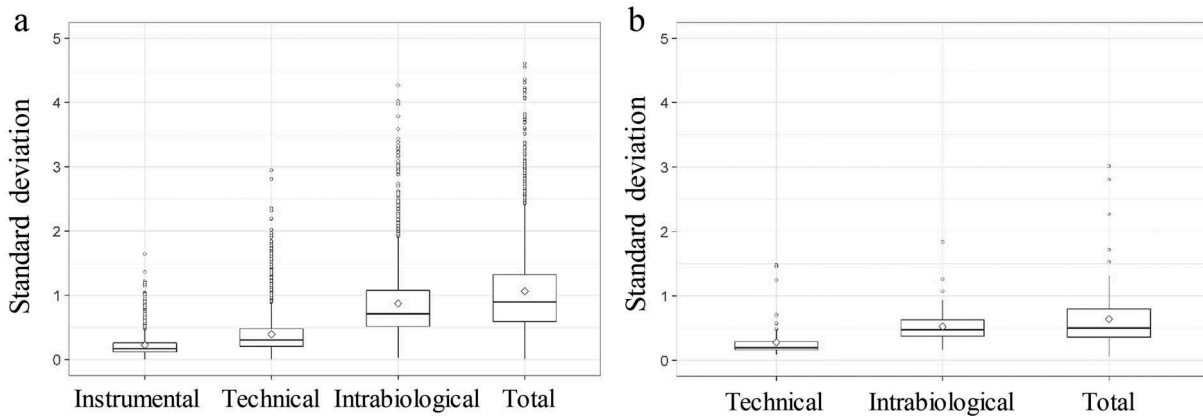 a
Standard deviation
5
4
3
2
1
0
Instrumental Technical Intrabiological Total
b
Standard deviation
5
4
3
2
1
0
Technical Intrabiological Total